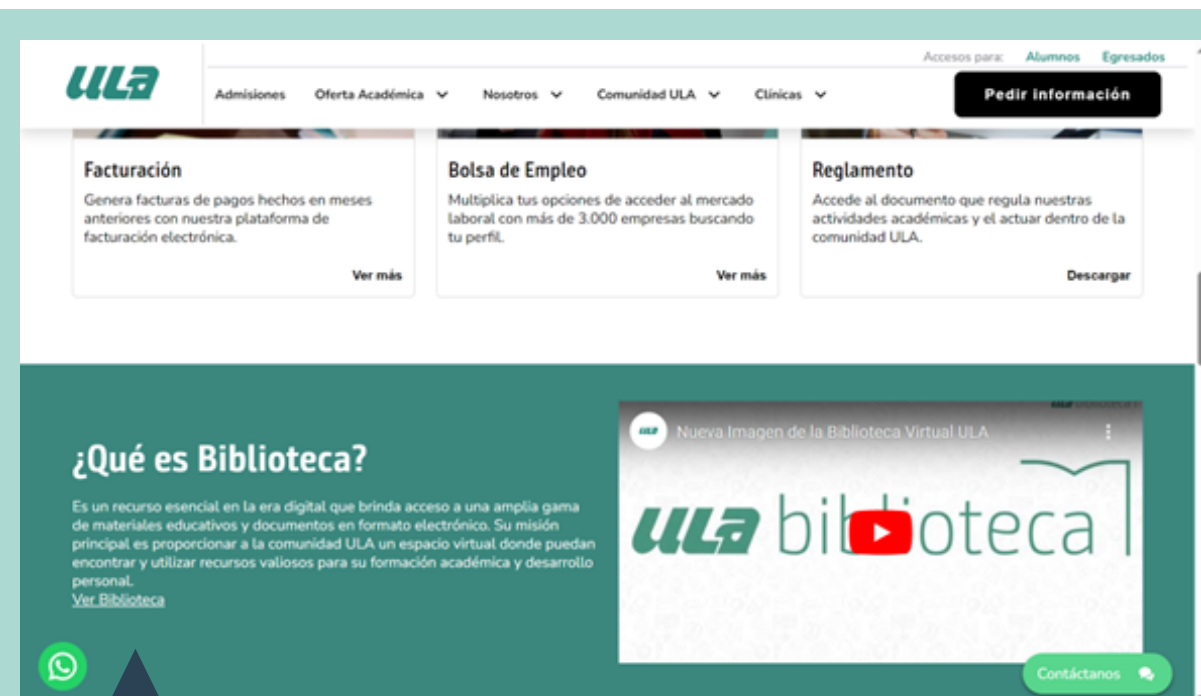 Accesos para: Alumnos Egresados
ULA
Admisiones Oferta Académica Nosotros Comunidad ULA Clínicas Pedir información
Facturación
Genera facturas de pagos hechos en meses
anteriores con nuestra plataforma de
facturación electrónica.
Ver más
Bolsa de Empleo
Multiplica tus opciones de acceder al mercado
laboral con más de 3.000 empresas buscando
tu perfil.
Ver más
Reglamento
Accede al documento que regula nuestras
actividades académicas y el actuar dentro de la
comunidad ULA.
Descargar
¿Qué es Biblioteca?
Es un recurso esencial en la era digital que brinda acceso a una amplia gama
de materiales educativos y documentos en formato electrónico. Su misión
principal es proporcionar a la comunidad ULA un espacio virtual donde puedan
encontrar y utilizar recursos valiosos para su formación académica y desarrollo
personal.
Ver Biblioteca
ULA Nueva Imagen de la Biblioteca Virtual ULA
ULA biblioteca
Contáctanos